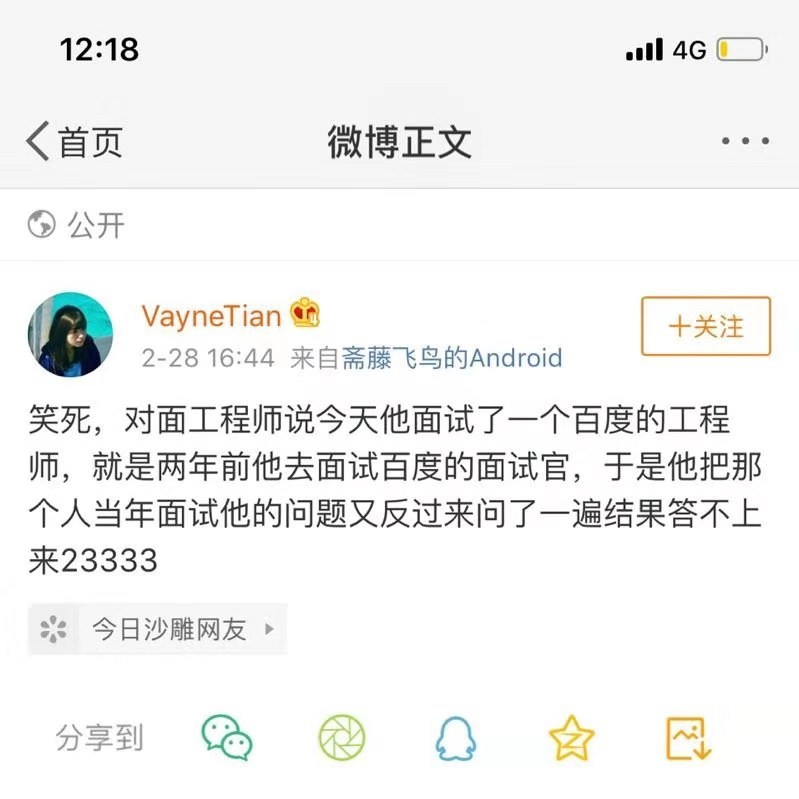 12:18
4G
首页
微博正文
公开
VayneTian
2-28 16:44 来自斋藤飞鸟的Android
+关注
笑死，对面工程师说今天他面试了一个百度的工程
师，就是两年前他去面试百度的面试官，于是他把那
个人当年面试他的问题又反过来问了一遍结果答不上
来23333
今日沙雕网友
分享到